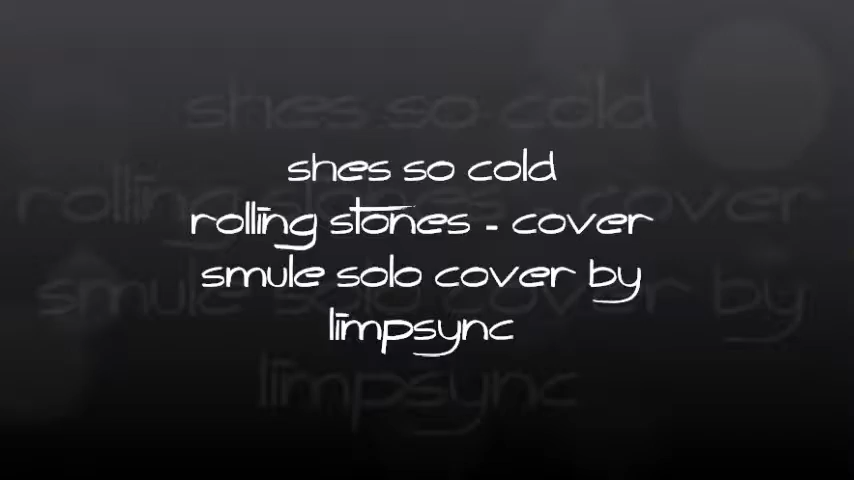 shes so cold
rolling stones - cover
smule solo cover by
limpsync